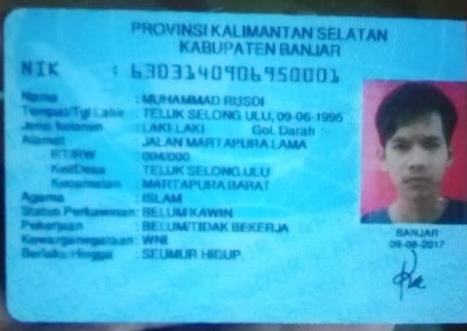 PROVINSI KALIMANTAN SELATAN
KABUPATEN BANJAR
NIK : 6303140906950001
Nama : MUHAMMAD RUSDI
Tempat/Tgl Lahir : TELUK SELONG ULU, 09-06-1995
Jenis Kelamin : LAKI-LAKI Gol. Darah : -
Alamat : JALAN MARTAPURA LAMA
RT/RW : 004/000
Kel/Desa : TELUK SELONG ULU
Kecamatan : MARTAPURA BARAT
Agama : ISLAM
Status Perkawinan: BELUM KAWIN
Pekerjaan : BELUM/TIDAK BEKERJA
Kewarganegaraan: WNI
Berlaku Hingga : SEUMUR HIDUP
BANJAR
09-08-2017